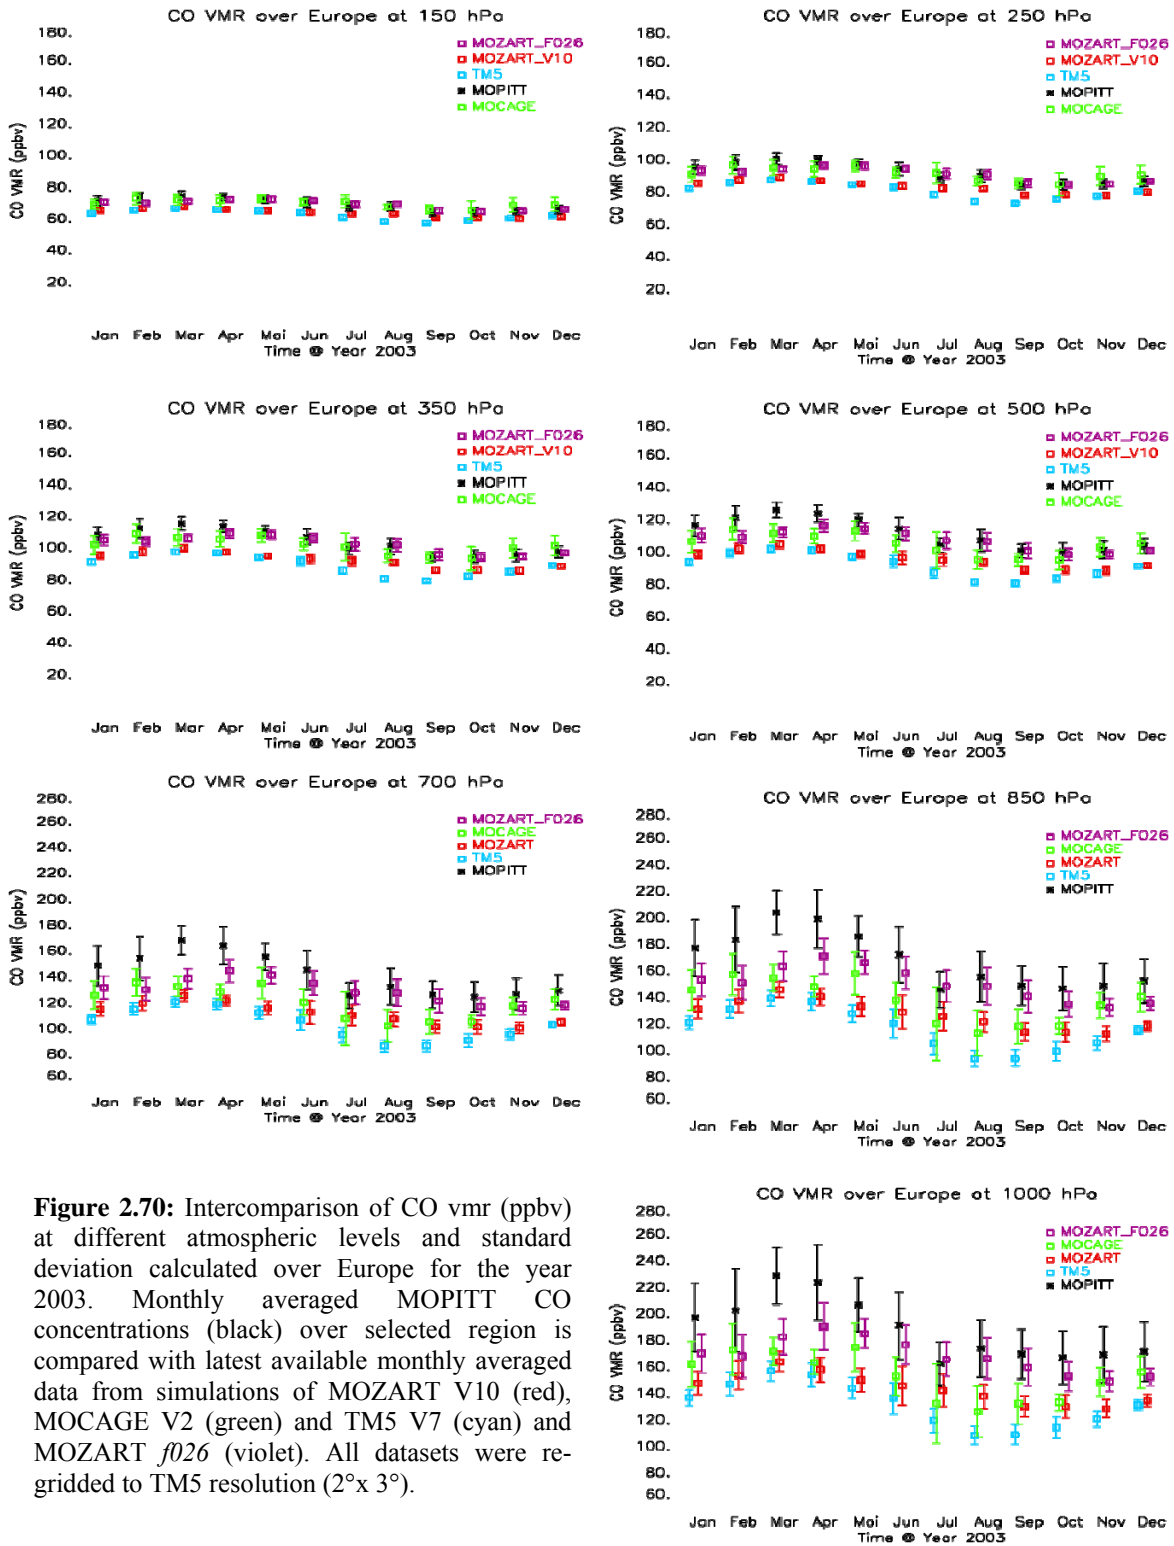 CO VMR over Europe at 150 hPa
180.
160.
140.
120.
100.
80.
60.
40.
20.
CO VMR (ppbv)
MOZART_F026
MOZART_V10
TM5
MOPITT
MOCAGE
Jan Feb Mar Apr Mai Jun Jul Aug Sep Oct Nov Dec
Time @ Year 2003
CO VMR over Europe at 250 hPa
180.
160.
140.
120.
100.
80.
60.
40.
20.
CO VMR (ppbv)
MOZART_F026
MOZART_V10
TM5
MOPITT
MOCAGE
Jan Feb Mar Apr Mai Jun Jul Aug Sep Oct Nov Dec
Time @ Year 2003
CO VMR over Europe at 350 hPa
180.
160.
140.
120.
100.
80.
60.
40.
20.
CO VMR (ppbv)
MOZART_F026
MOZART_V10
TM5
MOPITT
MOCAGE
Jan Feb Mar Apr Mai Jun Jul Aug Sep Oct Nov Dec
Time @ Year 2003
CO VMR over Europe at 500 hPa
180.
160.
140.
120.
100.
80.
60.
40.
20.
CO VMR (ppbv)
MOZART_F026
MOZART_V10
TM5
MOPITT
MOCAGE
Jan Feb Mar Apr Mai Jun Jul Aug Sep Oct Nov Dec
Time @ Year 2003
CO VMR over Europe at 700 hPa
280.
260.
240.
220.
200.
180.
160.
140.
120.
100.
80.
60.
CO VMR (ppbv)
MOZART_F026
MOCAGE
MOZART
TM5
MOPITT
Jan Feb Mar Apr Mai Jun Jul Aug Sep Oct Nov Dec
Time @ Year 2003
CO VMR over Europe at 850 hPa
280.
260.
240.
220.
200.
180.
160.
140.
120.
100.
80.
60.
CO VMR (ppbv)
MOZART_F026
MOCAGE
MOZART
TM5
MOPITT
Jan Feb Mar Apr Mai Jun Jul Aug Sep Oct Nov Dec
Time @ Year 2003
Figure 2.70: Intercomparison of CO vmr (ppbv)
at different atmospheric levels and standard
deviation calculated over Europe for the year
2003. Monthly averaged MOPITT CO
concentrations (black) over selected region is
compared with latest available monthly averaged
data from simulations of MOZART V10 (red),
MOCAGE V2 (green) and TM5 V7 (cyan) and
MOZART f026 (violet). All datasets were re-
gridded to TM5 resolution (2°x 3°).
CO VMR over Europe at 1000 hPa
280.
260.
240.
220.
200.
180.
160.
140.
120.
100.
80.
60.
CO VMR (ppbv)
MOZART_F026
MOCAGE
MOZART
TM5
MOPITT
Jan Feb Mar Apr Mai Jun Jul Aug Sep Oct Nov Dec
Time @ Year 2003